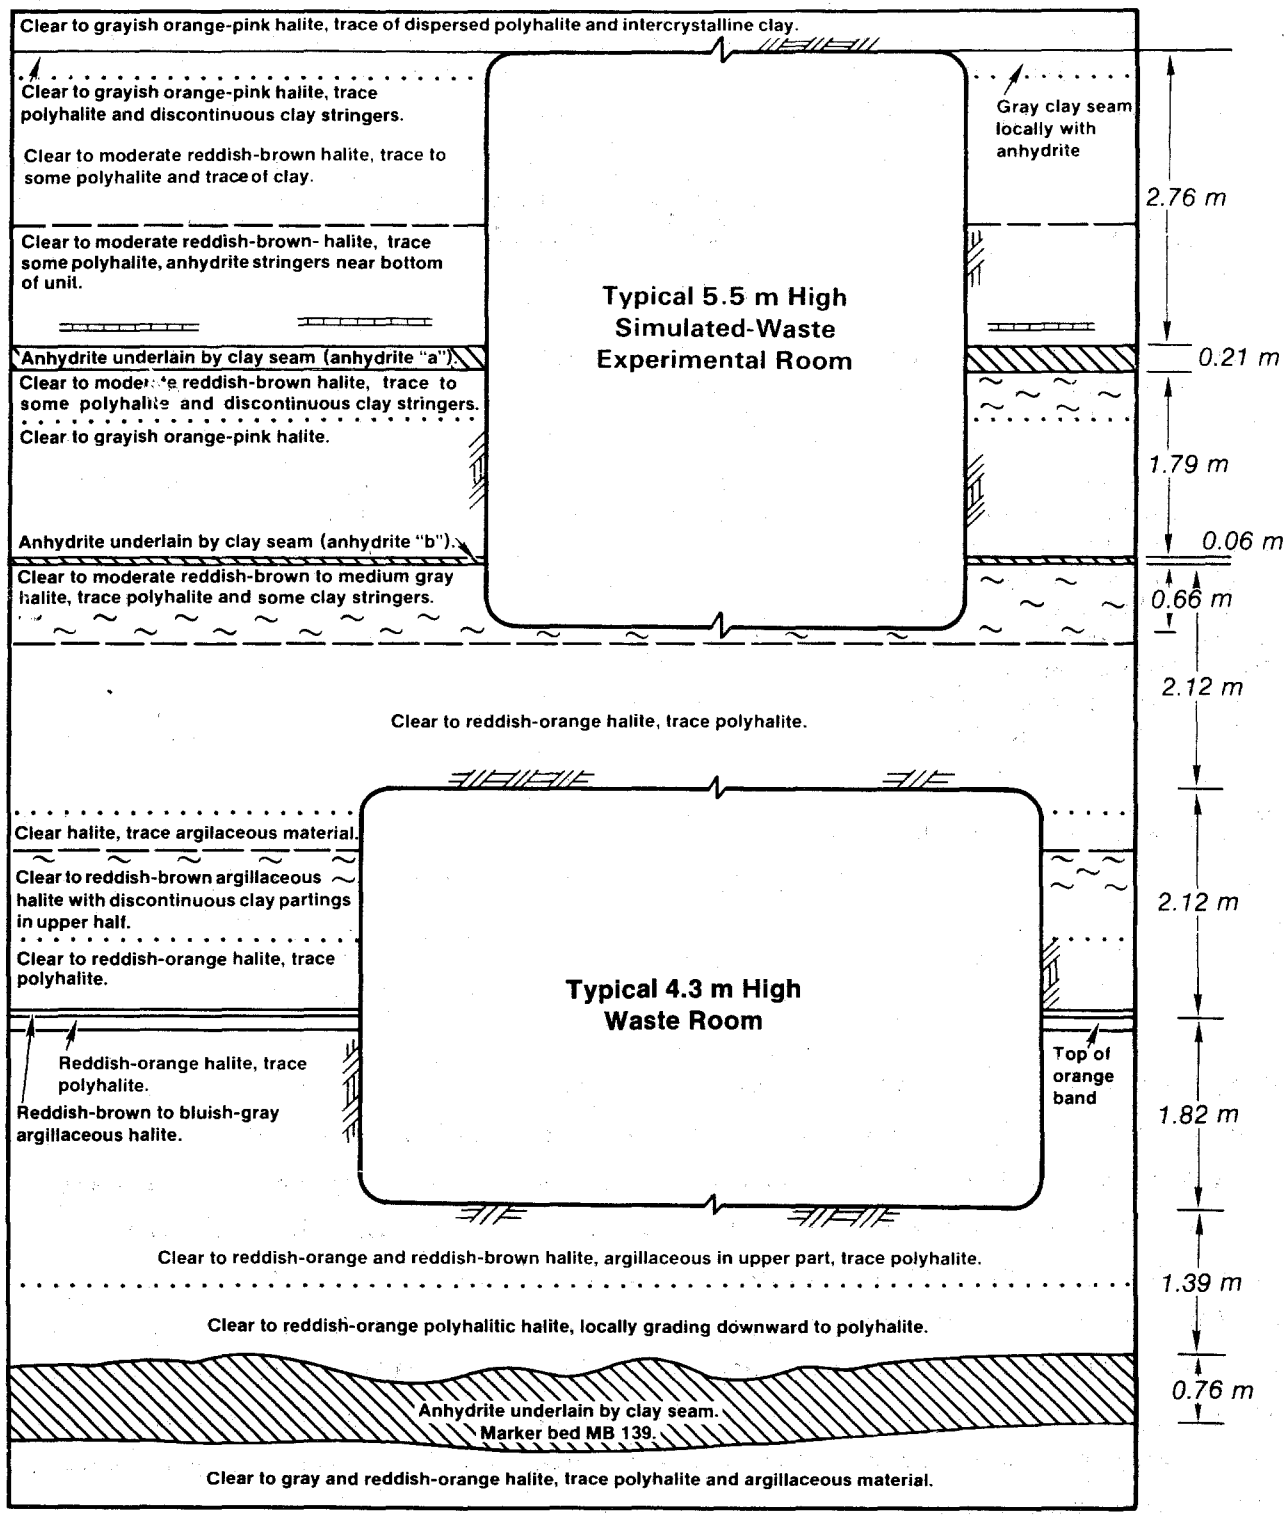 Clear to grayish orange-pink halite, trace of dispersed polyhalite and intercrystalline clay.
Clear to grayish orange-pink halite, trace
polyhalite and discontinuous clay stringers.
Clear to moderate reddish-brown halite, trace to
some polyhalite and trace of clay.
Clear to moderate reddish-brown- halite, trace
some polyhalite, anhydrite stringers near bottom
of unit.
Anhydrite underlain by clay seam (anhydrite "a").
Clear to moderate reddish-brown halite, trace to
some polyhalite and discontinuous clay stringers.
Clear to grayish orange-pink halite.
Anhydrite underlain by clay seam (anhydrite "b").
Clear to moderate reddish-brown to medium gray
halite, trace polyhalite and some clay stringers.
Typical 5.5 m High
Simulated-Waste
Experimental Room
Gray clay seam
locally with
anhydrite
2.76 m
0.21 m
1.79 m
0.06 m
0.66 m
2.12 m
Clear to reddish-orange halite, trace polyhalite.
Clear halite, trace argilaceous material.
Clear to reddish-brown argillaceous
halite with discontinuous clay partings
in upper half.
Clear to reddish-orange halite, trace
polyhalite.
Reddish-orange halite, trace
polyhalite.
Reddish-brown to bluish-gray
argillaceous halite.
Typical 4.3 m High
Waste Room
Top of
orange
band
2.12 m
1.82 m
Clear to reddish-orange and reddish-brown halite, argillaceous in upper part, trace polyhalite.
1.39 m
Clear to reddish-orange polyhalitic halite, locally grading downward to polyhalite.
0.76 m
Anhydrite underlain by clay seam.
Marker bed MB 139.
Clear to gray and reddish-orange halite, trace polyhalite and argillaceous material.